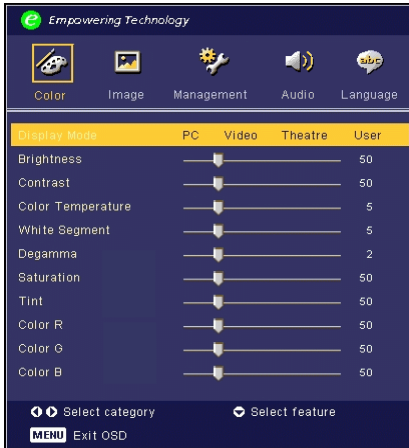 e Empowering Technology
abc
Color Image Management Audio Language
Display Mode PC Video Theatre User
Brightness 50
Contrast 50
Color Temperature 5
White Segment 5
Degamma 2
Saturation 50
Tint 50
Color R 50
Color G 50
Color B 50
Select category Select feature
MENU Exit OSD